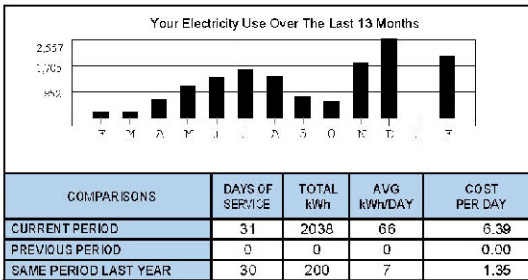 Your Electricity Use Over The Last 13 Months
2,557
1,705
852
F M A M J J A S O N D F
COMPARISONS DAYS OF SERVICE TOTAL kWh AVG kWh/DAY COST PER DAY
CURRENT PERIOD 31 2038 66 6.39
PREVIOUS PERIOD 0 0 0 0.00
SAME PERIOD LAST YEAR 30 200 7 1.35